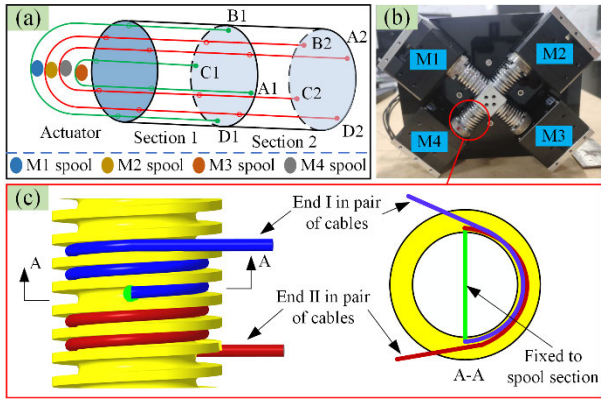 (a)
B1
B2
A2
C1
A1
C2
D1
D2
Actuator
Section 1
Section 2
M1 spool
M2 spool
M3 spool
M4 spool
(b)
M1
M2
M4
M3
(c)
End I in pair
of cables
A
A
End II in pair
of cables
Fixed to
spool section
A-A